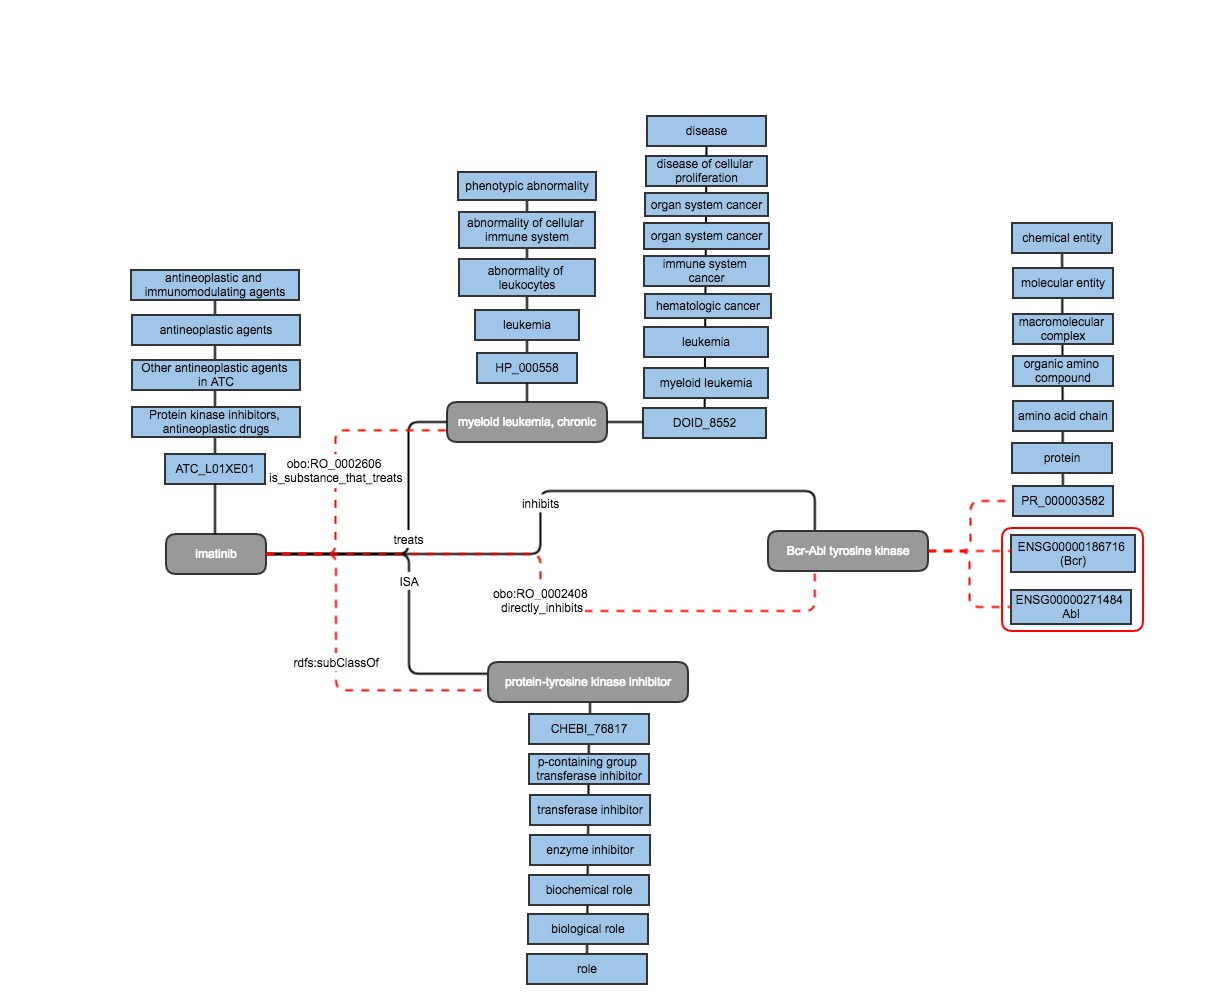 disease
disease of cellular
proliferation
organ system cancer
organ system cancer
immune system
cancer
hematologic cancer
leukemia
myeloid leukemia
DOID_8552
phenotypic abnormality
abnormality of cellular
immune system
abnormality of
leukocytes
leukemia
HP_000558
myeloid leukemia, chronic
antineoplastic and
immunomodulating agents
antineoplastic agents
Other antineoplastic agents
in ATC
Protein kinase inhibitors,
antineoplastic drugs
ATC_L01XE01
imatinib
obo:RO_0002606
is_substance_that_treats
treats
inhibits
ISA
obo:RO_0002408
directly_inhibits
rdfs:subClassOf
chemical entity
molecular entity
macromolecular
complex
organic amino
compound
amino acid chain
protein
PR_000003582
Bcr-Abl tyrosine kinase
ENSG00000186716
(Bcr)
ENSG00000271484
Abl
protein-tyrosine kinase inhibitor
CHEBI_76817
p-containing group
transferase inhibitor
transferase inhibitor
enzyme inhibitor
biochemical role
biological role
role